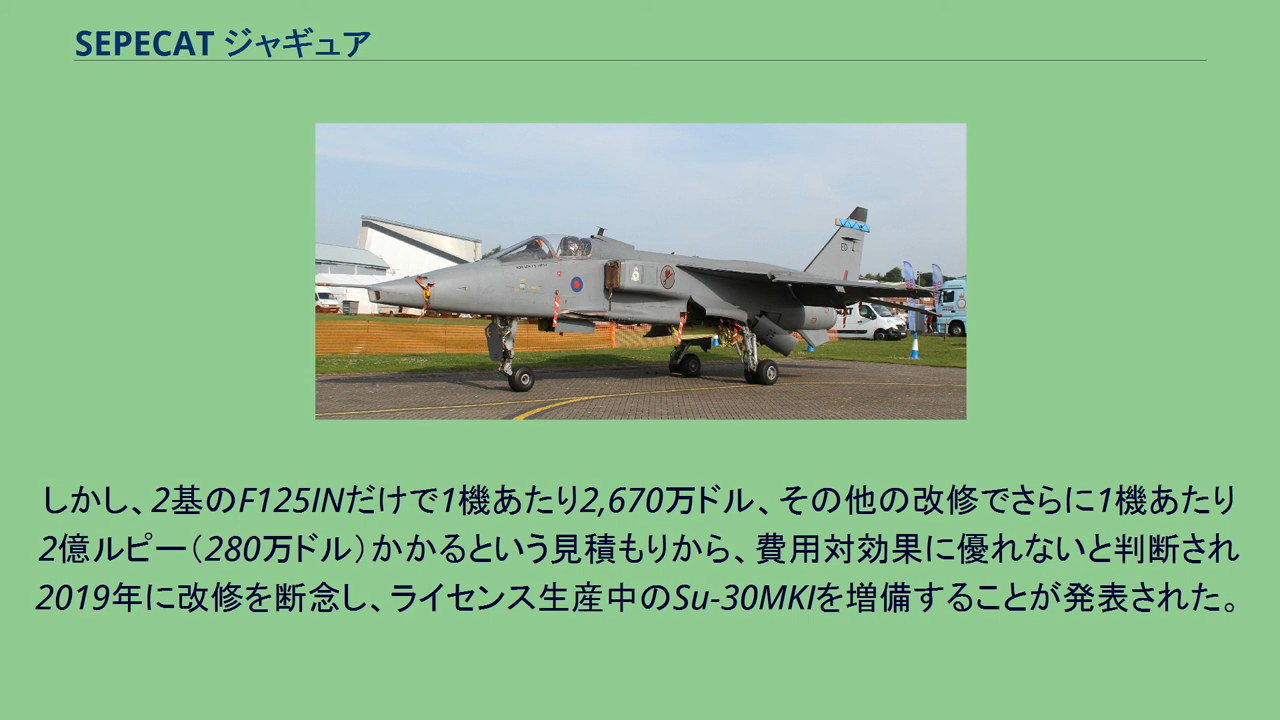 SEPECAT ジャギュア
ED
しかし、2基のF125INだけで1機あたり2,670万ドル、その他の改修でさらに1機あたり
2億ルピー（280万ドル）かかるという見積もりから、費用対効果に優れないと判断され
2019年に改修を断念し、ライセンス生産中のSu-30MKIを増備することが発表された。